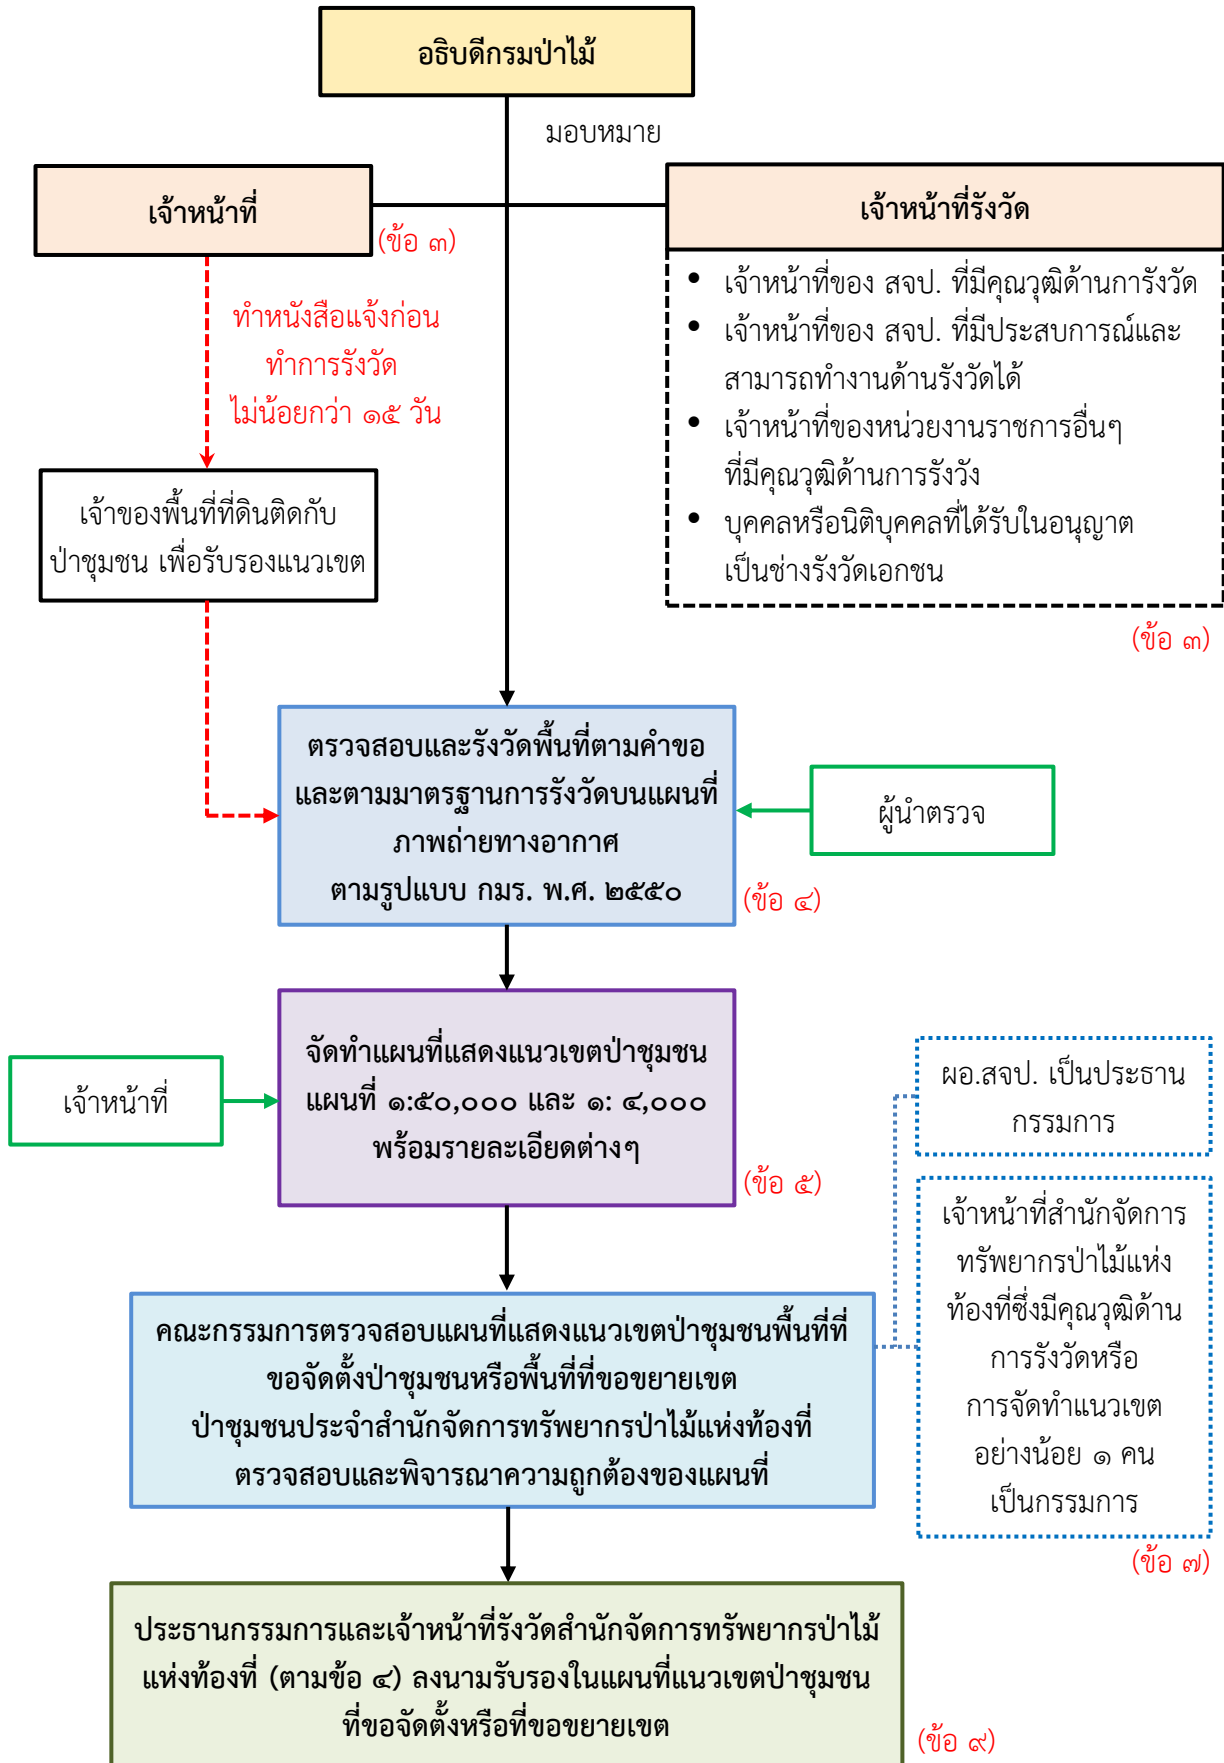 อธิบดีกรมป่าไม้
มอบหมาย
เจ้าหน้าที่
(ข้อ ๓)
เจ้าหน้าที่รังวัด
• เจ้าหน้าที่ของ สจป. ที่มีคุณวุฒิด้านการังวัด
• เจ้าหน้าที่ของ สจป. ที่มีประสบการณ์และ
สามารถทำงานด้านรังวัดได้
• เจ้าหน้าที่ของหน่วยงานราชการอื่นๆ
ที่มีคุณวุฒิด้านการรังวัง
• บุคคลหรือนิติบุคคลที่ได้รับในอนุญาต
เป็นช่างรังวัดเอกชน
(ข้อ ๓)
ทำหนังสือแจ้งก่อน
ทำการรังวัด
ไม่น้อยกว่า ๑๕ วัน
เจ้าของพื้นที่ที่ดินติดกับ
ป่าชุมชน เพื่อรับรองแนวเขต
ตรวจสอบและรังวัดพื้นที่ตามคำขอ
และตามมาตรฐานการรังวัดบนแผนที่
ภาพถ่ายทางอากาศ
ตามรูปแบบ กมร. พ.ศ. ๒๕๕๐
(ข้อ ๔)
ผู้นำตรวจ
จัดทำแผนที่แสดงแนวเขตป่าชุมชน
แผนที่ ๑:๕๐,๐๐๐ และ ๑: ๔,๐๐๐
พร้อมรายละเอียดต่างๆ
(ข้อ ๕)
เจ้าหน้าที่
ผอ.สจป. เป็นประธาน
กรรมการ
เจ้าหน้าที่สำนักจัดการ
ทรัพยากรป่าไม้แห่ง
ท้องที่ซึ่งมีคุณวุฒิด้าน
การรังวัดหรือ
การจัดทำแนวเขต
อย่างน้อย ๑ คน
เป็นกรรมการ
(ข้อ ๗)
คณะกรรมการตรวจสอบแผนที่แสดงแนวเขตป่าชุมชนพื้นที่ที่
ขอจัดตั้งป่าชุมชนหรือพื้นที่ที่ขอขยายเขต
ป่าชุมชนประจำสำนักจัดการทรัพยากรป่าไม้แห่งท้องที่
ตรวจสอบและพิจารณาความถูกต้องของแผนที่
ประธานกรรมการและเจ้าหน้าที่รังวัดสำนักจัดการทรัพยากรป่าไม้
แห่งท้องที่ (ตามข้อ ๔) ลงนามรับรองในแผนที่แนวเขตป่าชุมชน
ที่ขอจัดตั้งหรือที่ขอขยายเขต
(ข้อ ๙)